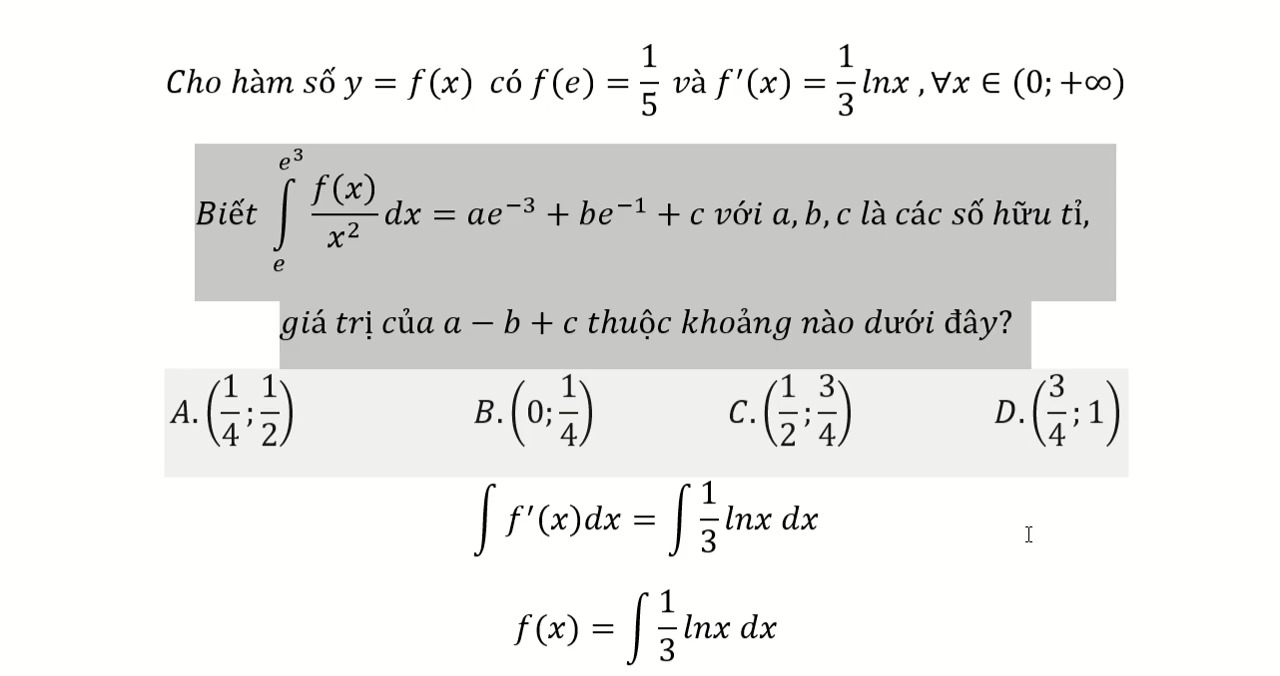 Cho hàm số y = f(x) có f(e) = 1/5 và f'(x) = 1/3 lnx , ∀x ∈ (0; +∞)
Biết ∫_e^{e^3} f(x)/x^2 dx = ae^{-3} + be^{-1} + c với a, b, c là các số hữu tỉ,
giá trị của a − b + c thuộc khoảng nào dưới đây?
A. (1/4; 1/2) B. (0; 1/4) C. (1/2; 3/4) D. (3/4; 1)
∫ f'(x)dx = ∫ 1/3 lnx dx
f(x) = ∫ 1/3 lnx dx